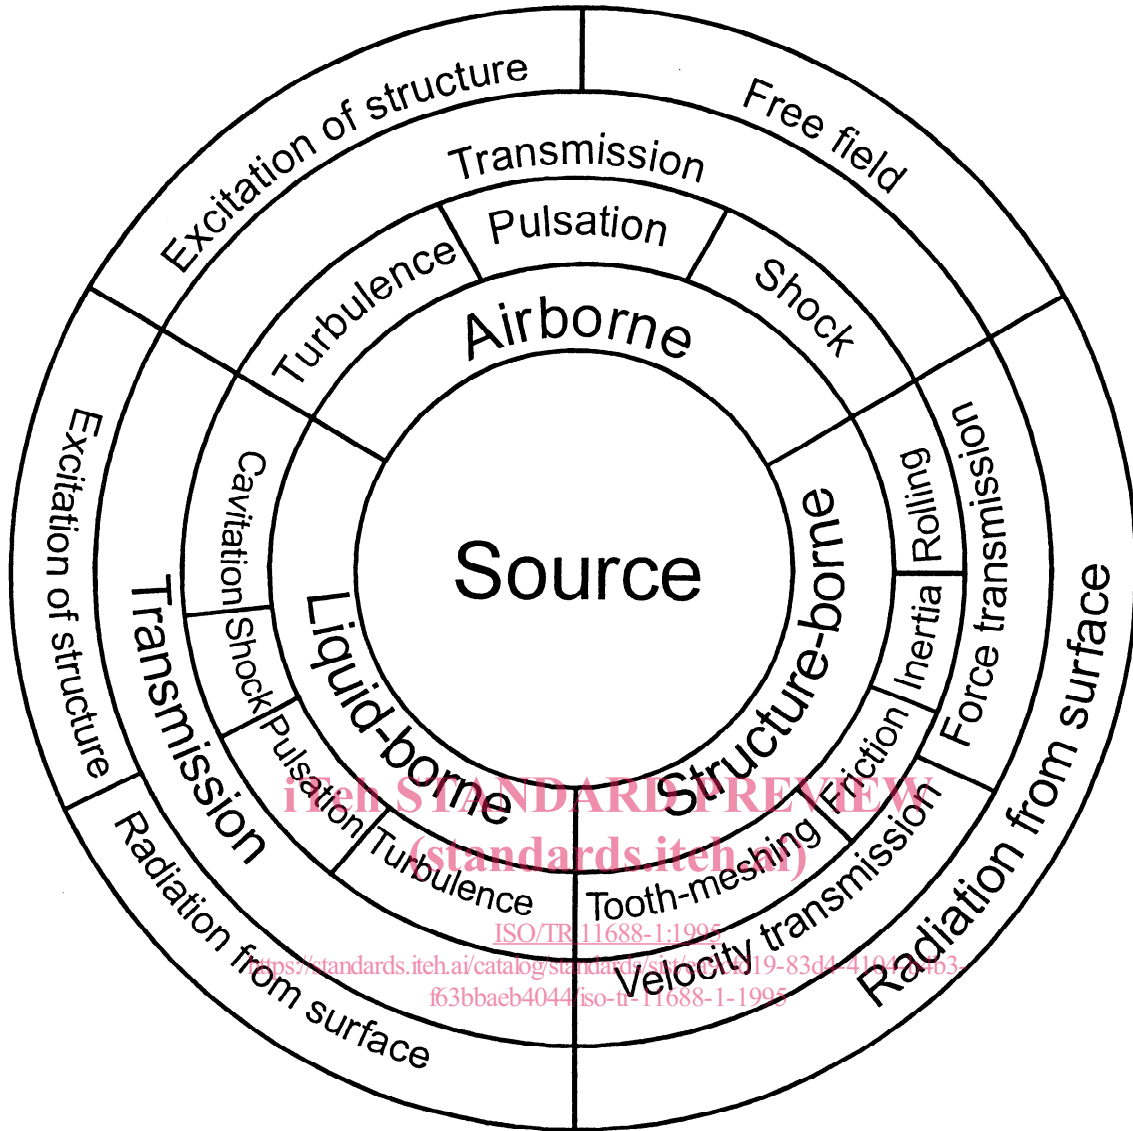 Excitation of structure
Free field
Transmission
Pulsation
Turbulence
Shock
Airborne
Source
Cavitation
Shock
Pulsation
Turbulence
Liquid-borne
Transmission
Excitation of structure
Radiation from surface
Structure-borne
Rolling
Inertia
Friction
Tooth-meshing
Force transmission
Velocity transmission
Radiation from surface
iTeh STANDARD PREVIEW
(standards.iteh.ai)
ISO/TR 11688-1:1995
f63bbaeb4044/iso-tr-11688-1-1995